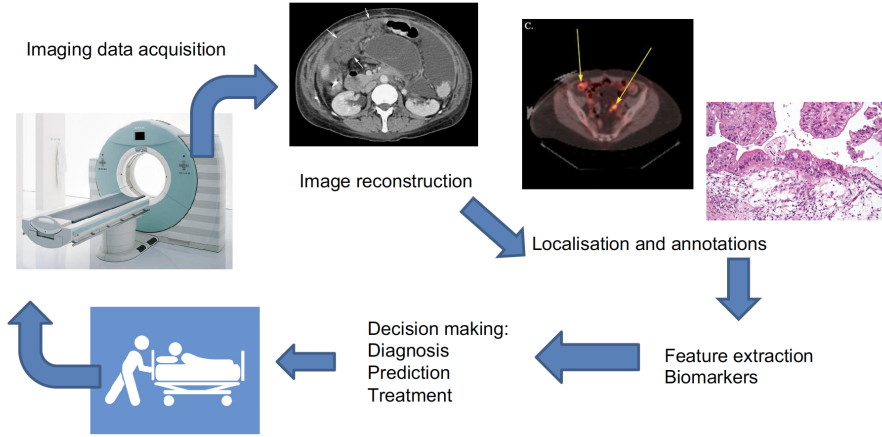 Imaging data acquisition
C.
Image reconstruction
Localisation and annotations
Feature extraction
Biomarkers
Decision making:
Diagnosis
Prediction
Treatment